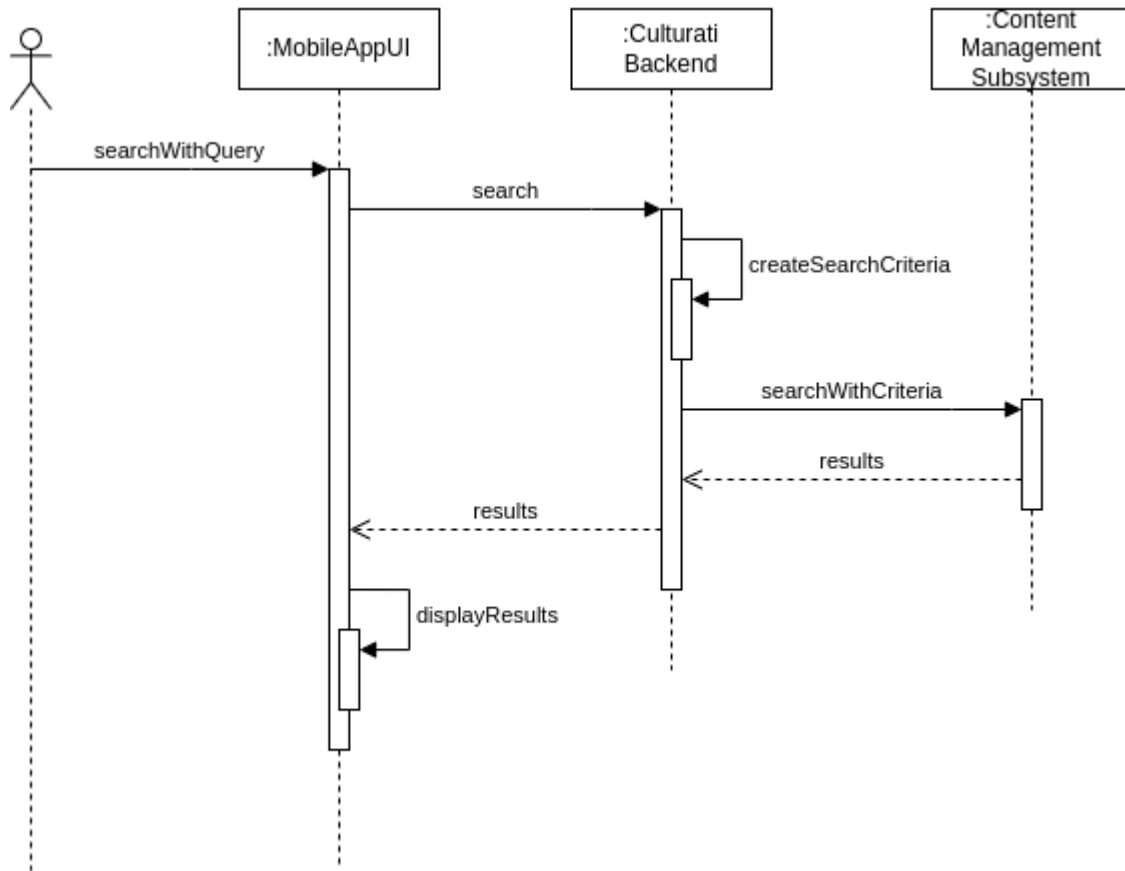 :MobileAppUI
:Culturati
Backend
:Content
Management
Subsystem
searchWithQuery
search
createSearchCriteria
searchWithCriteria
results
results
displayResults